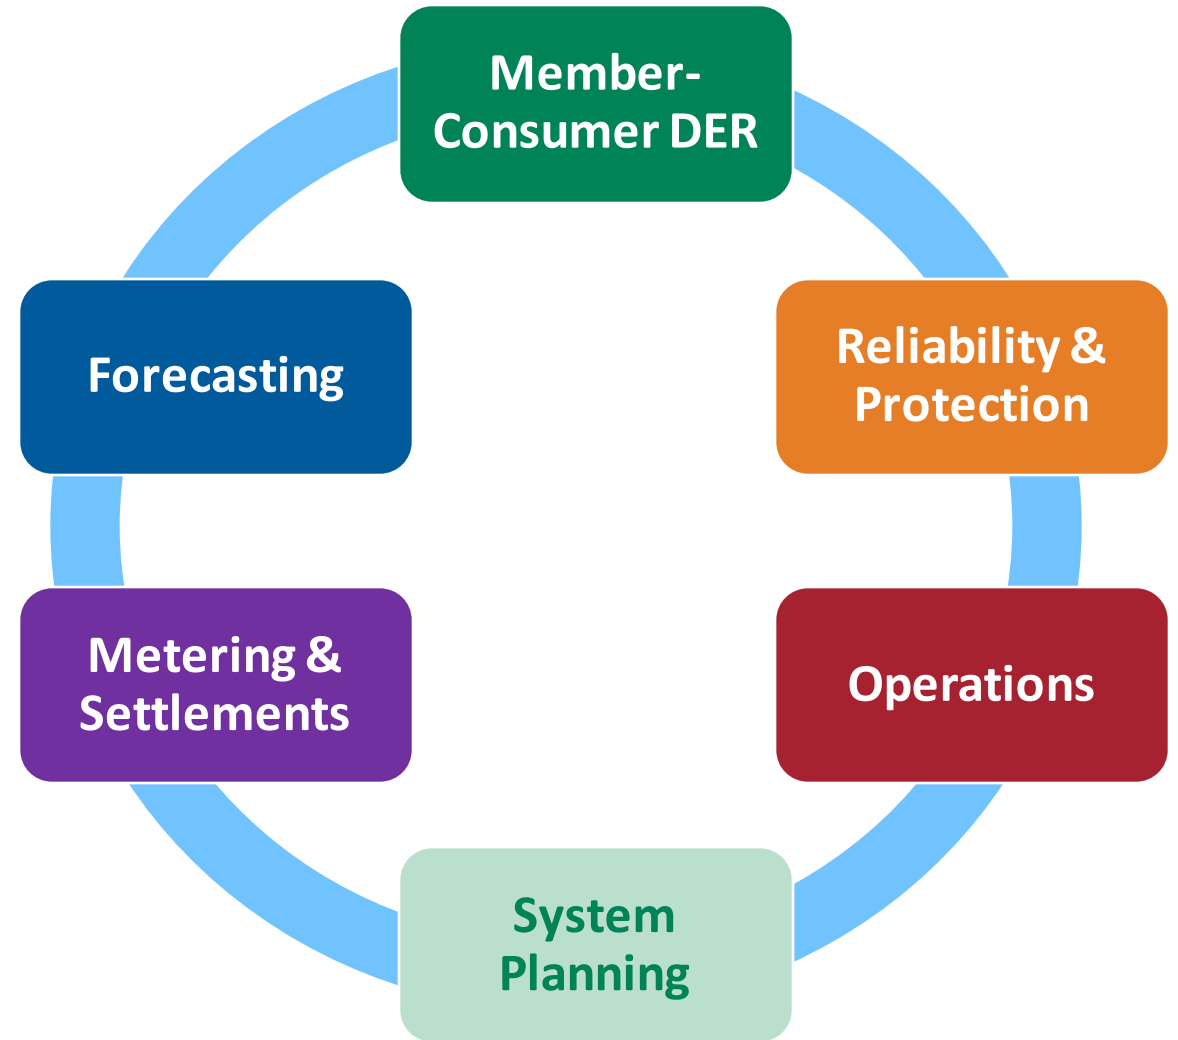 Member-
Consumer DER
Reliability &
Protection
Operations
System
Planning
Metering &
Settlements
Forecasting